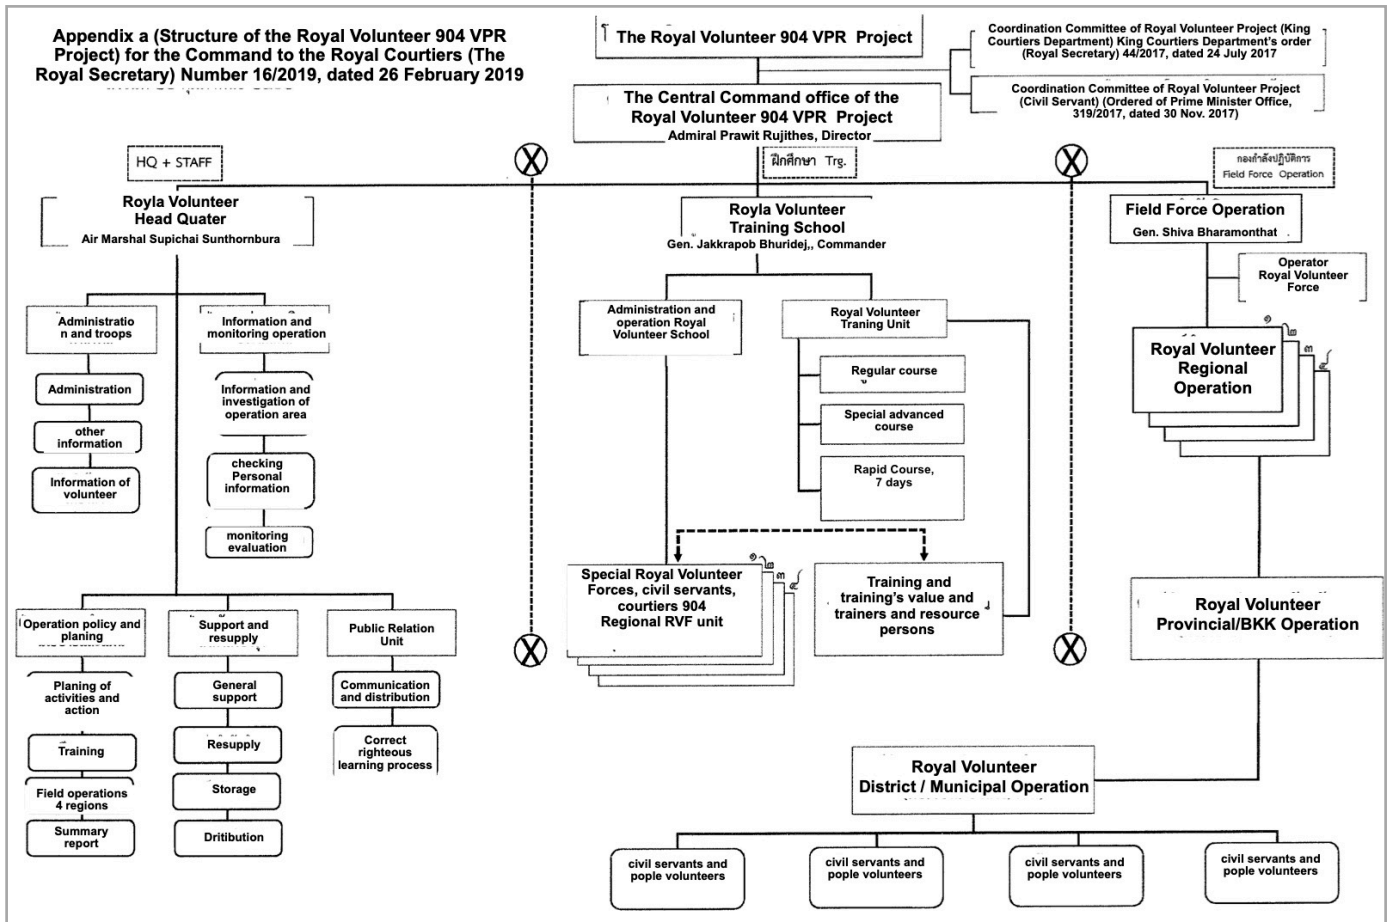 Appendix a (Structure of the Royal Volunteer 904 VPR
Project) for the Command to the Royal Courtiers (The
Royal Secretary) Number 16/2019, dated 26 February 2019
The Royal Volunteer 904 VPR Project
Coordination Committee of Royal Volunteer Project (King
Courtiers Department) King Courtiers Department's order
(Royal Secretary) 44/2017, dated 24 July 2017
Coordination Committee of Royal Volunteer Project
(Civil Servant) (Ordered of Prime Minister Office,
319/2017, dated 30 Nov. 2017)
The Central Command office of the
Royal Volunteer 904 VPR Project
Admiral Prawit Rujithes, Director
HQ + STAFF
ฝึกศึกษา Trg.
กองกำลังปฏิบัติการ
Field Force Operation
X
X
Royla Volunteer
Head Quater
Air Marshal Supichai Sunthornbura
Royla Volunteer
Training School
Gen. Jakkrapob Bhuridej,, Commander
Field Force Operation
Gen. Shiva Bharamonthat
Operator
Royal Volunteer
Force
Administratio
n and troops
Administration
other
information
Information of
volunteer
Information and
monitoring operation
Information and
investigation of
operation area
checking
Personal
information
monitoring
evaluation
Administration and
operation Royal
Volunteer School
Royal Volunteer
Traning Unit
Regular course
Special advanced
course
Rapid Course,
7 days
๑ ๒ ๓ ๔
Royal Volunteer
Regional
Operation
Operation policy and
planing
Planing of
activities and
action
Training
Field operations
4 regions
Summary
report
Support and
resupply
General
support
Resupply
Storage
Dritibution
Public Relation
Unit
Communication
and distribution
Correct
righteous
learning process
๑ ๒ ๓ ๔
Special Royal Volunteer
Forces, civil servants,
courtiers 904
Regional RVF unit
Training and
training's value and
trainers and resource
persons
X
X
Royal Volunteer
Provincial/BKK Operation
Royal Volunteer
District / Municipal Operation
civil servants and
pople volunteers
civil servants and
pople volunteers
civil servants and
pople volunteers
civil servants and
pople volunteers